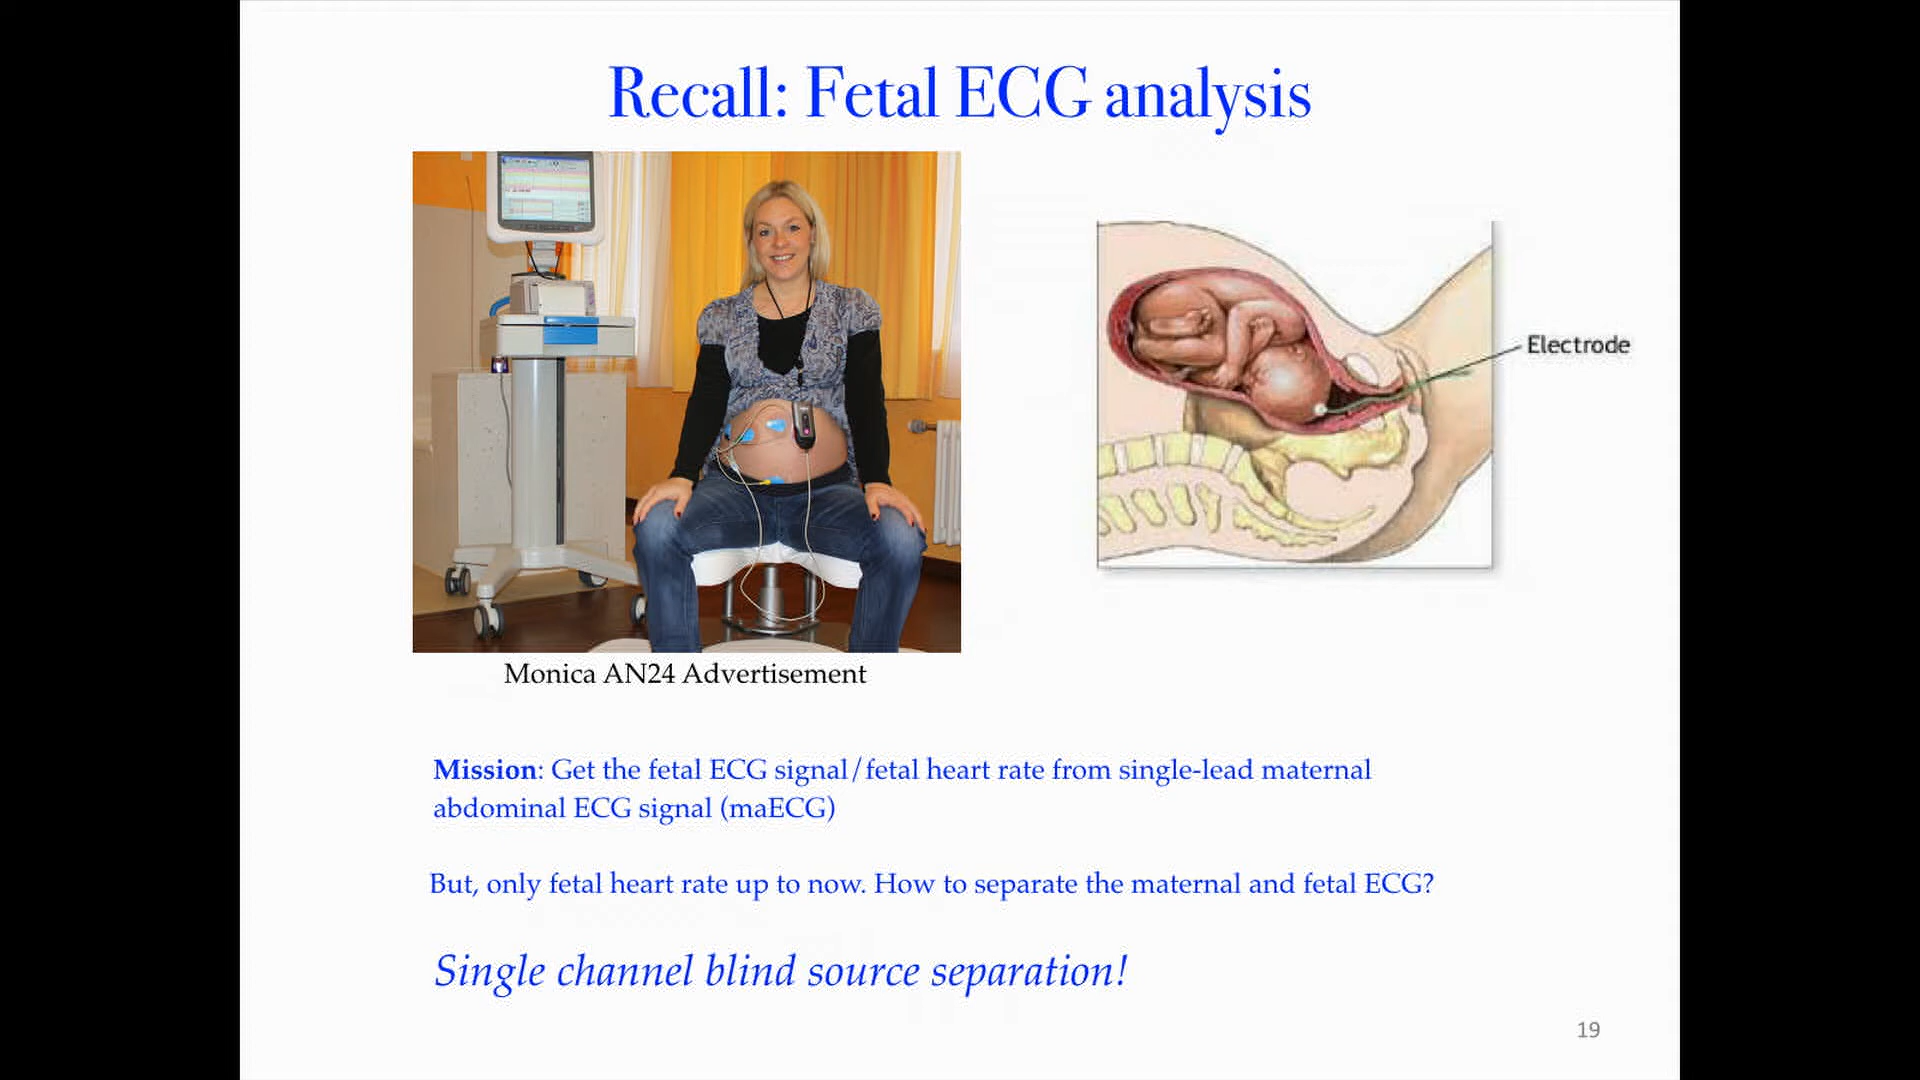 Recall: Fetal ECG analysis
Electrode
Monica AN24 Advertisement
Mission: Get the fetal ECG signal/fetal heart rate from single-lead maternal
abdominal ECG signal (maECG)
But, only fetal heart rate up to now. How to separate the maternal and fetal ECG?
Single channel blind source separation!
19